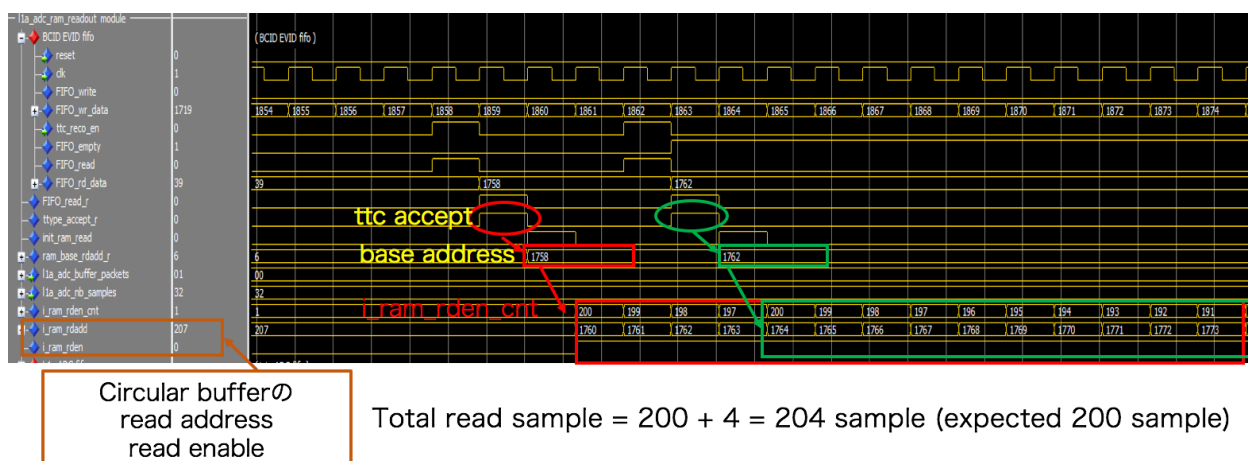 l1a_adc_ram_readout module
BCID EVID fifo
( BCID EVID fifo )
reset 0
clk 1
FIFO_write 0
FIFO_wr_data 1719 1854 1855 1856 1857 1858 1859 1860 1861 1862 1863 1864 1865 1866 1867 1868 1869 1870 1871 1872 1873 1874
ttc_reco_en 0
FIFO_empty 1
FIFO_read 0
FIFO_rd_data 39 39 1758 1762
FIFO_read_r 0
ttype_accept_r 0
ttc accept
init_ram_read 0
ram_base_rdadd_r 6 6 1758 1762
base address
l1a_adc_buffer_packets 01 00
l1a_adc_nb_samples 32 32
i_ram_rden_cnt 1 1 200 199 198 197 200 199 198 197 196 195 194 193 192 191
i_ram_rden_cnt
i_ram_rdadd 207 207 1760 1761 1762 1763 1764 1765 1766 1767 1768 1769 1770 1771 1772 1773
i_ram_rden 0
Circular bufferの
read address
read enable
Total read sample = 200 + 4 = 204 sample (expected 200 sample)